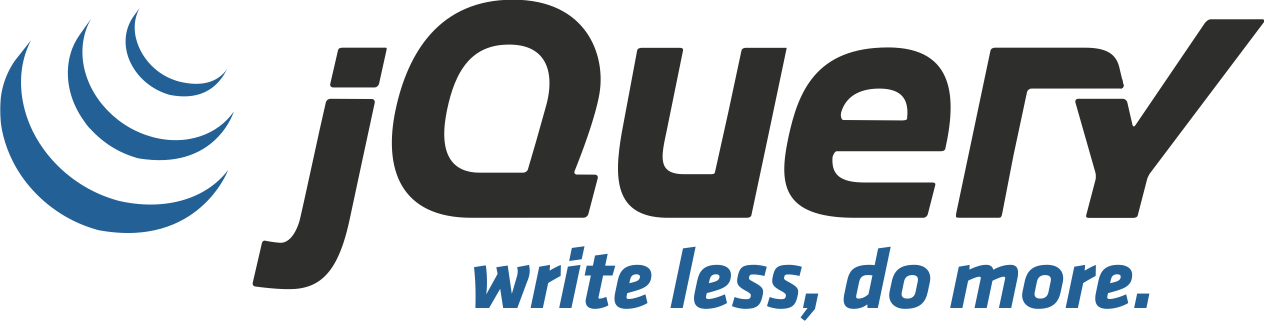 jQuery
write less, do more.